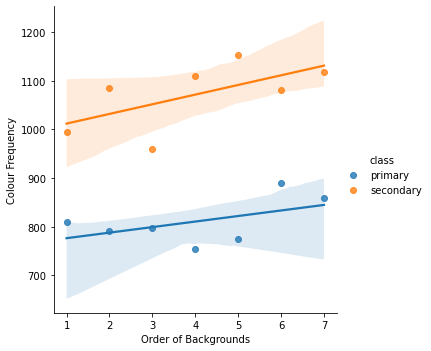 1200
1100
1000
900
800
700
Colour Frequency
1 2 3 4 5 6 7
Order of Backgrounds
class
primary
secondary